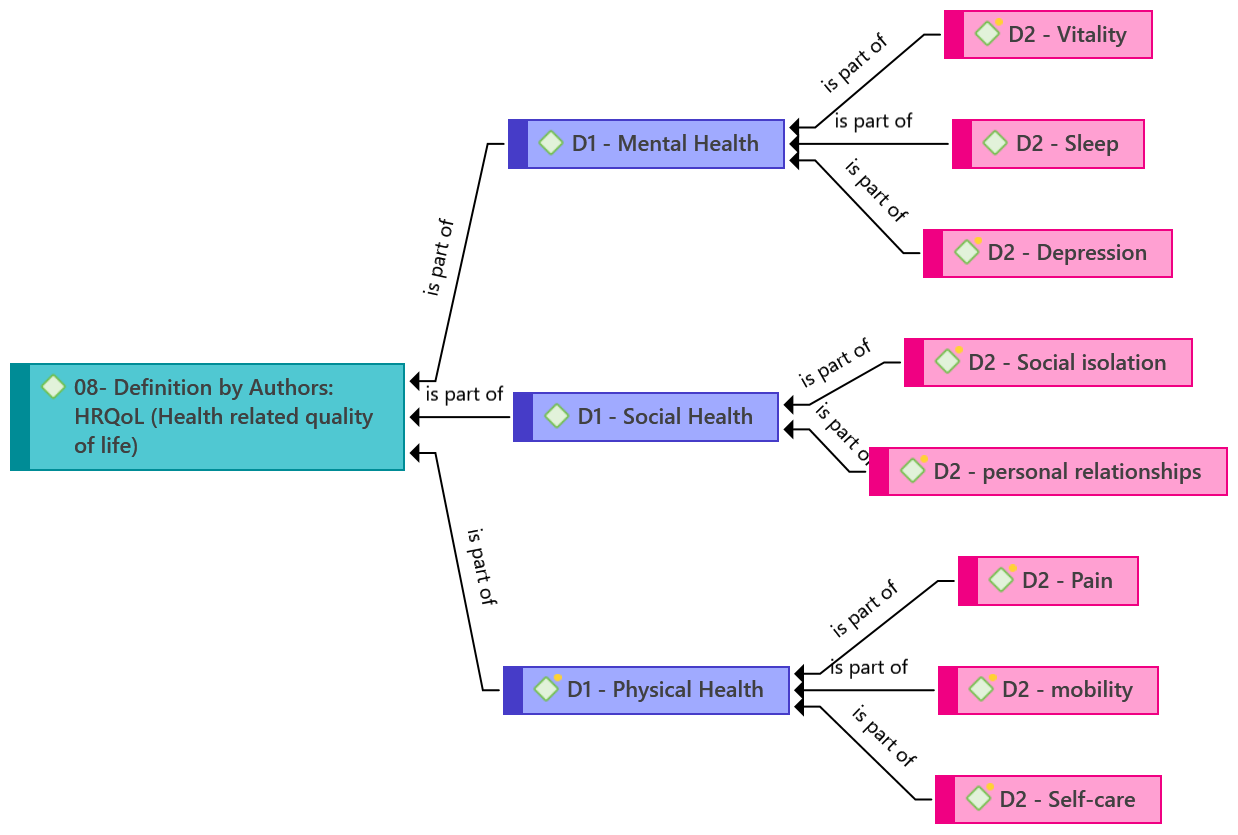 D2 - Vitality
is part of
is part of
D1 - Mental Health
D2 - Sleep
is part of
is part of
D2 - Depression
is part of
D2 - Social isolation
08- Definition by Authors:
HRQoL (Health related quality
of life)
is part of
D1 - Social Health
is part of
D2 - personal relationships
is part of
D2 - Pain
is part of
is part of
D1 - Physical Health
D2 - mobility
is part of
D2 - Self-care